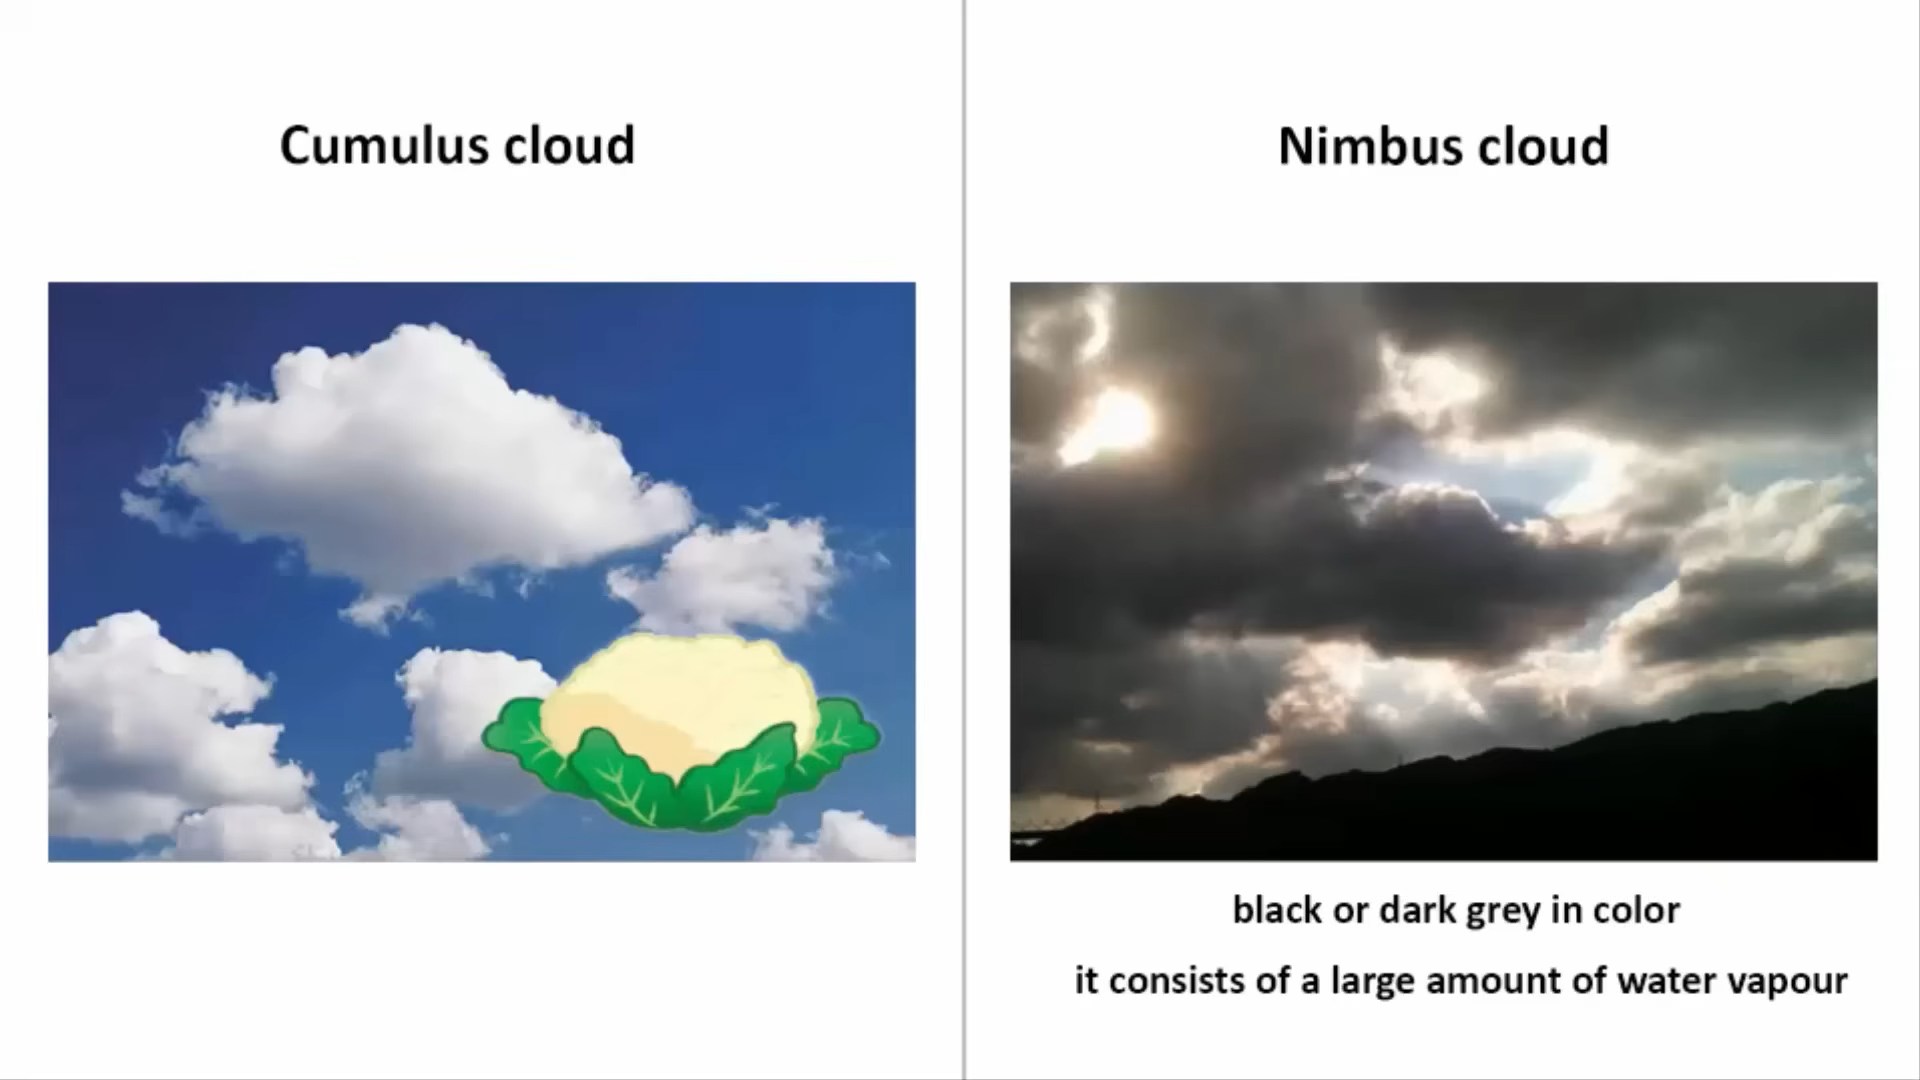 Cumulus cloud
Nimbus cloud
black or dark grey in color
it consists of a large amount of water vapour